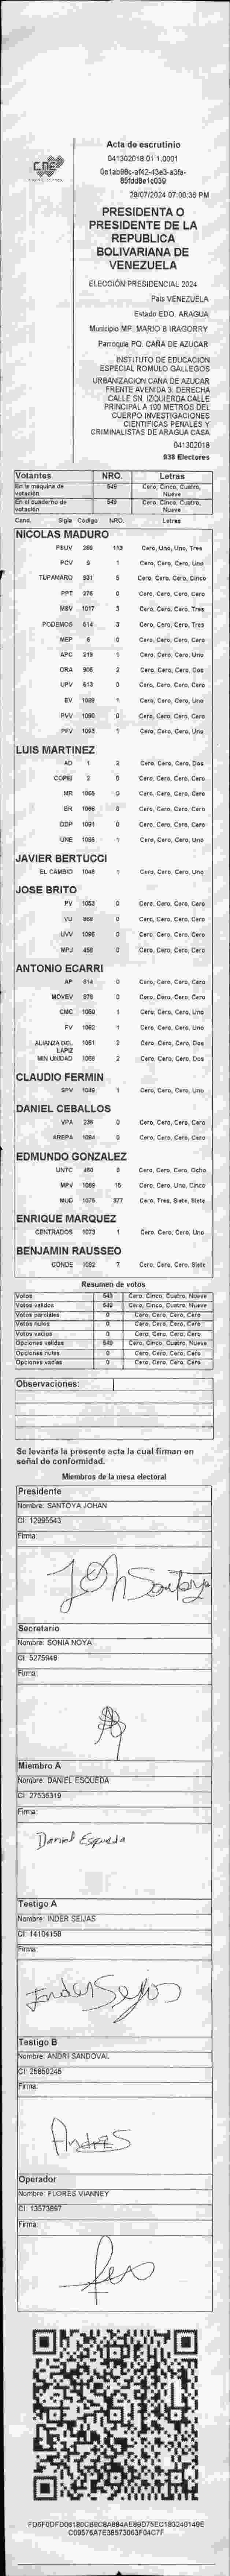 CNE
Acta de escrutinio
041302018.01.1.0001
0e1ab98c-af42-43e3-a3fa-
85fdd8e1c039
28/07/2024 07:00:36 PM
PRESIDENTA O
PRESIDENTE DE LA
REPUBLICA
BOLIVARIANA DE
VENEZUELA
ELECCIÓN PRESIDENCIAL 2024
País VENEZUELA
Estado EDO. ARAGUA
Municipio MP. MARIO B IRAGORRY
Parroquia PQ. CAÑA DE AZUCAR
INSTITUTO DE EDUCACION
ESPECIAL ROMULO GALLEGOS
URBANIZACION CAÑA DE AZUCAR
FRENTE AVENIDA 3. DERECHA
CALLE SN. IZQUIERDA CALLE
PRINCIPAL A 100 METROS DEL
CUERPO INVESTIGACIONES
CIENTIFICAS PENALES Y
CRIMINALISTAS DE ARAGUA CASA
041302018
938 Electores
Votantes NRO. Letras
En la máquina de votación 549 Cero, Cinco, Cuatro, Nueve
En el cuaderno de votación 549 Cero, Cinco, Cuatro, Nueve
Cand. Sigla Código NRO. Letras
NICOLAS MADURO
PSUV 269 113 Cero, Uno, Uno, Tres
PCV 9 1 Cero, Cero, Cero, Uno
TUPAMARO 931 5 Cero, Cero, Cero, Cinco
PPT 276 0 Cero, Cero, Cero, Cero
MSV 1017 3 Cero, Cero, Cero, Tres
PODEMOS 514 3 Cero, Cero, Cero, Tres
MEP 6 0 Cero, Cero, Cero, Cero
APC 219 1 Cero, Cero, Cero, Uno
ORA 905 2 Cero, Cero, Cero, Dos
UPV 613 0 Cero, Cero, Cero, Cero
EV 1089 1 Cero, Cero, Cero, Uno
PVV 1090 0 Cero, Cero, Cero, Cero
PFV 1053 1 Cero, Cero, Cero, Uno
LUIS MARTINEZ
AD 1 2 Cero, Cero, Cero, Dos
COPEI 2 0 Cero, Cero, Cero, Cero
MR 1065 0 Cero, Cero, Cero, Cero
BR 1066 0 Cero, Cero, Cero, Cero
DDP 1091 0 Cero, Cero, Cero, Cero
UNE 1095 1 Cero, Cero, Cero, Uno
JAVIER BERTUCCI
EL CAMBIO 1048 1 Cero, Cero, Cero, Uno
JOSE BRITO
PV 1063 0 Cero, Cero, Cero, Cero
VU 968 0 Cero, Cero, Cero, Cero
UVV 1096 0 Cero, Cero, Cero, Cero
MPJ 458 0 Cero, Cero, Cero, Cero
ANTONIO ECARRI
AP 814 0 Cero, Cero, Cero, Cero
MOVEV 979 0 Cero, Cero, Cero, Cero
CMC 1050 1 Cero, Cero, Cero, Uno
FV 1062 1 Cero, Cero, Cero, Uno
ALIANZA DEL LAPIZ 1051 2 Cero, Cero, Cero, Dos
MIN UNIDAD 1068 2 Cero, Cero, Cero, Dos
CLAUDIO FERMIN
SPV 1049 1 Cero, Cero, Cero, Uno
DANIEL CEBALLOS
VPA 236 0 Cero, Cero, Cero, Cero
AREPA 1094 0 Cero, Cero, Cero, Cero
EDMUNDO GONZALEZ
UNTC 460 8 Cero, Cero, Cero, Ocho
MPV 1069 15 Cero, Cero, Uno, Cinco
MUD 1075 377 Cero, Tres, Siete, Siete
ENRIQUE MARQUEZ
CENTRADOS 1073 1 Cero, Cero, Cero, Uno
BENJAMIN RAUSSEO
CONDE 1092 7 Cero, Cero, Cero, Siete
Resumen de votos
Votos 549 Cero, Cinco, Cuatro, Nueve
Votos válidos 549 Cero, Cinco, Cuatro, Nueve
Votos parciales 0 Cero, Cero, Cero, Cero
Votos nulos 0 Cero, Cero, Cero, Cero
Votos vacíos 0 Cero, Cero, Cero, Cero
Opciones validas 549 Cero, Cinco, Cuatro, Nueve
Opciones nulas 0 Cero, Cero, Cero, Cero
Opciones vacías 0 Cero, Cero, Cero, Cero
Observaciones:
Se levanta la presente acta la cual firman en
señal de conformidad.
Miembros de la mesa electoral
Presidente
Nombre: SANTOYA JOHAN
CI: 12995543
Firma:
Secretario
Nombre: SONIA NOYA
CI: 5275948
Firma:
Miembro A
Nombre: DANIEL ESQUEDA
CI: 27536319
Firma:
Daniel Esqueda
Testigo A
Nombre: INDER SEIJAS
CI: 14104158
Firma:
Inder Seijas
Testigo B
Nombre: ANDRI SANDOVAL
CI: 25850245
Firma:
Operador
Nombre: FLORES VIANNEY
CI: 13573897
Firma: